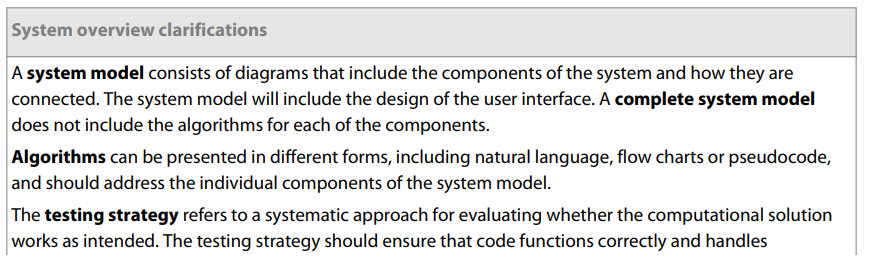 System overview clarifications
A system model consists of diagrams that include the components of the system and how they are
connected. The system model will include the design of the user interface. A complete system model
does not include the algorithms for each of the components.
Algorithms can be presented in different forms, including natural language, flow charts or pseudocode,
and should address the individual components of the system model.
The testing strategy refers to a systematic approach for evaluating whether the computational solution
works as intended. The testing strategy should ensure that code functions correctly and handles